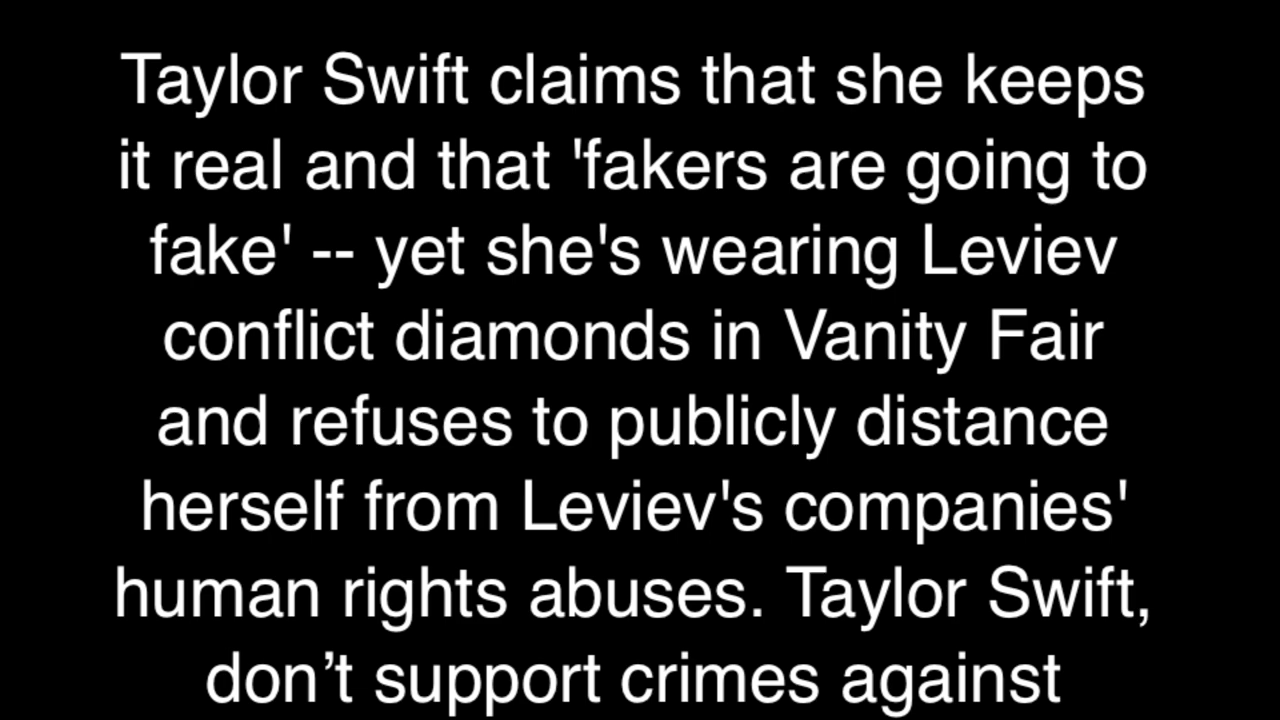 Taylor Swift claims that she keeps
it real and that 'fakers are going to
fake' -- yet she's wearing Leviev
conflict diamonds in Vanity Fair
and refuses to publicly distance
herself from Leviev's companies'
human rights abuses. Taylor Swift,
don’t support crimes against